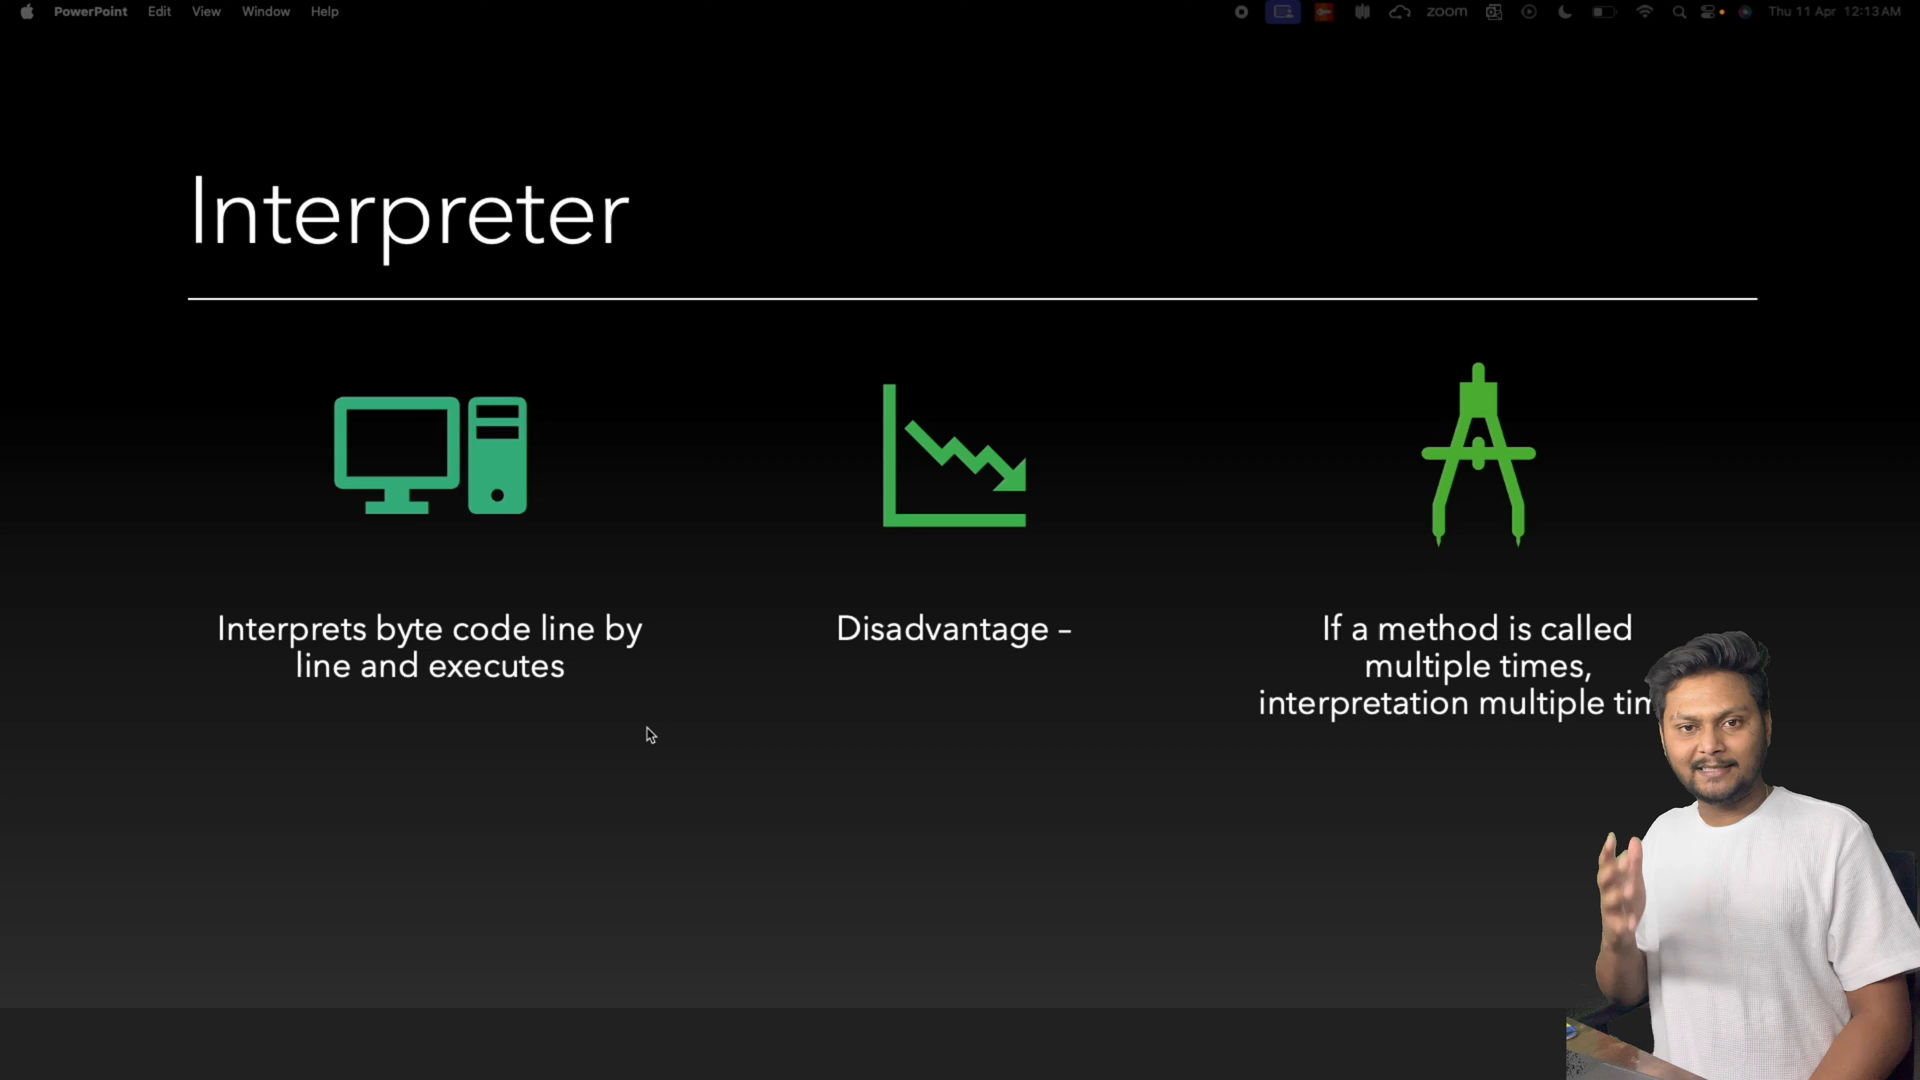 PowerPoint Edit View Window Help zoom Thu 11 Apr 12:13 AM
Interpreter
Interprets byte code line by
line and executes
Disadvantage –
If a method is called
multiple times,
interpretation multiple